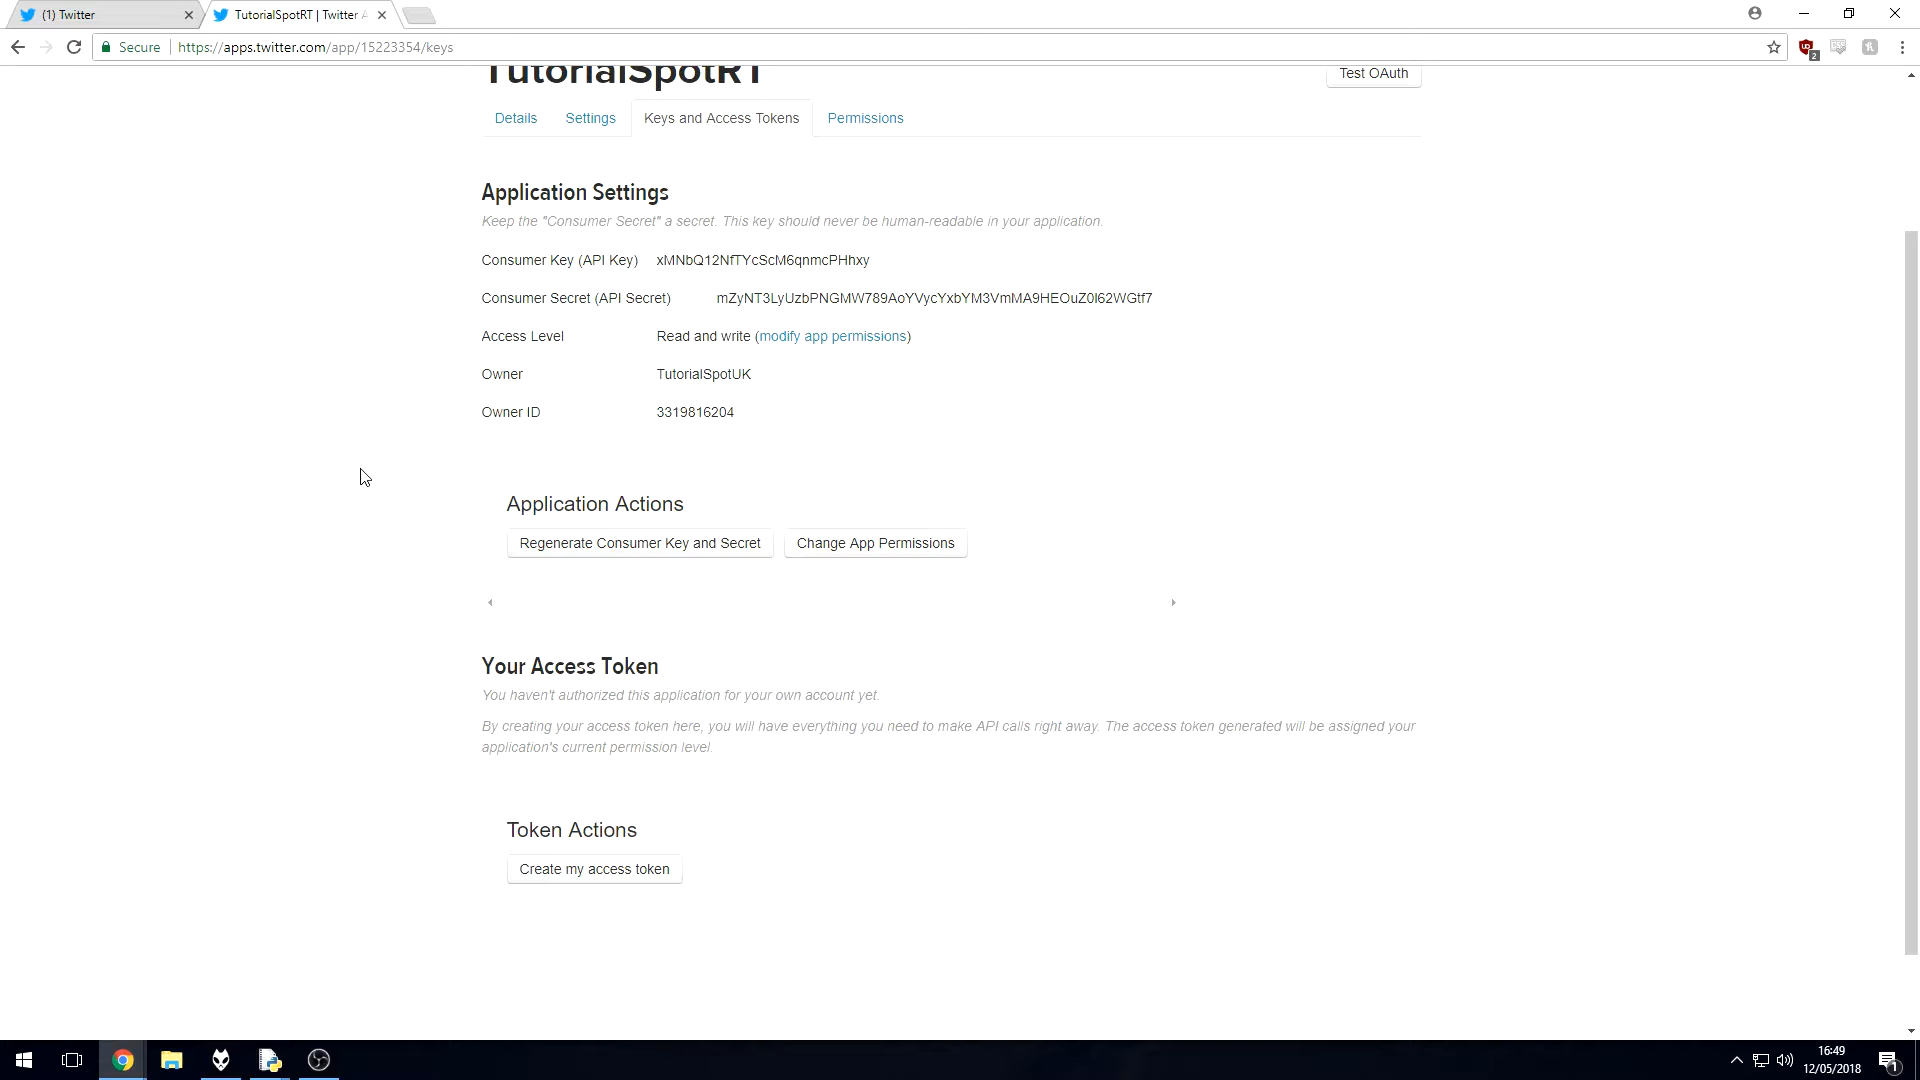 (1) Twitter
TutorialSpotRT | Twitter A
Secure
https://apps.twitter.com/app/15223354/keys
2
TutorialSpotRT
Test OAuth
Details Settings Keys and Access Tokens Permissions
Application Settings
Keep the "Consumer Secret" a secret. This key should never be human-readable in your application.
Consumer Key (API Key) xMNbQ12NfTYcScM6qnmcPHhxy
Consumer Secret (API Secret) mZyNT3LyUzbPNGMW789AoYVycYxbYM3VmMA9HEOuZ0I62WGtf7
Access Level Read and write (modify app permissions)
Owner TutorialSpotUK
Owner ID 3319816204
Application Actions
Regenerate Consumer Key and Secret Change App Permissions
Your Access Token
You haven't authorized this application for your own account yet.
By creating your access token here, you will have everything you need to make API calls right away. The access token generated will be assigned your
application's current permission level.
Token Actions
Create my access token
16:49
12/05/2018
1